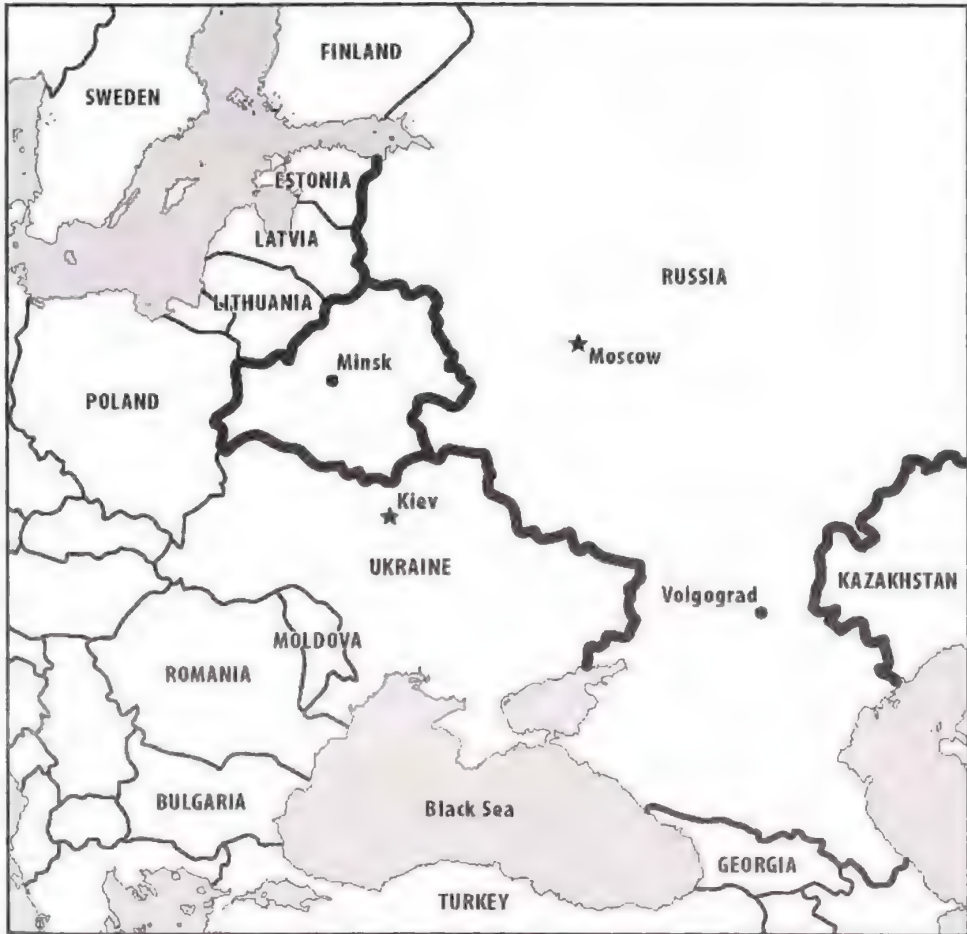 FINLAND
SWEDEN
ESTONIA
LATVIA
RUSSIA
LITHUANIA
Moscow
Minsk
POLAND
Kiev
UKRAINE
KAZAKHSTAN
Volgograd
MOLDOVA
ROMANIA
BULGARIA
Black Sea
GEORGIA
TURKEY